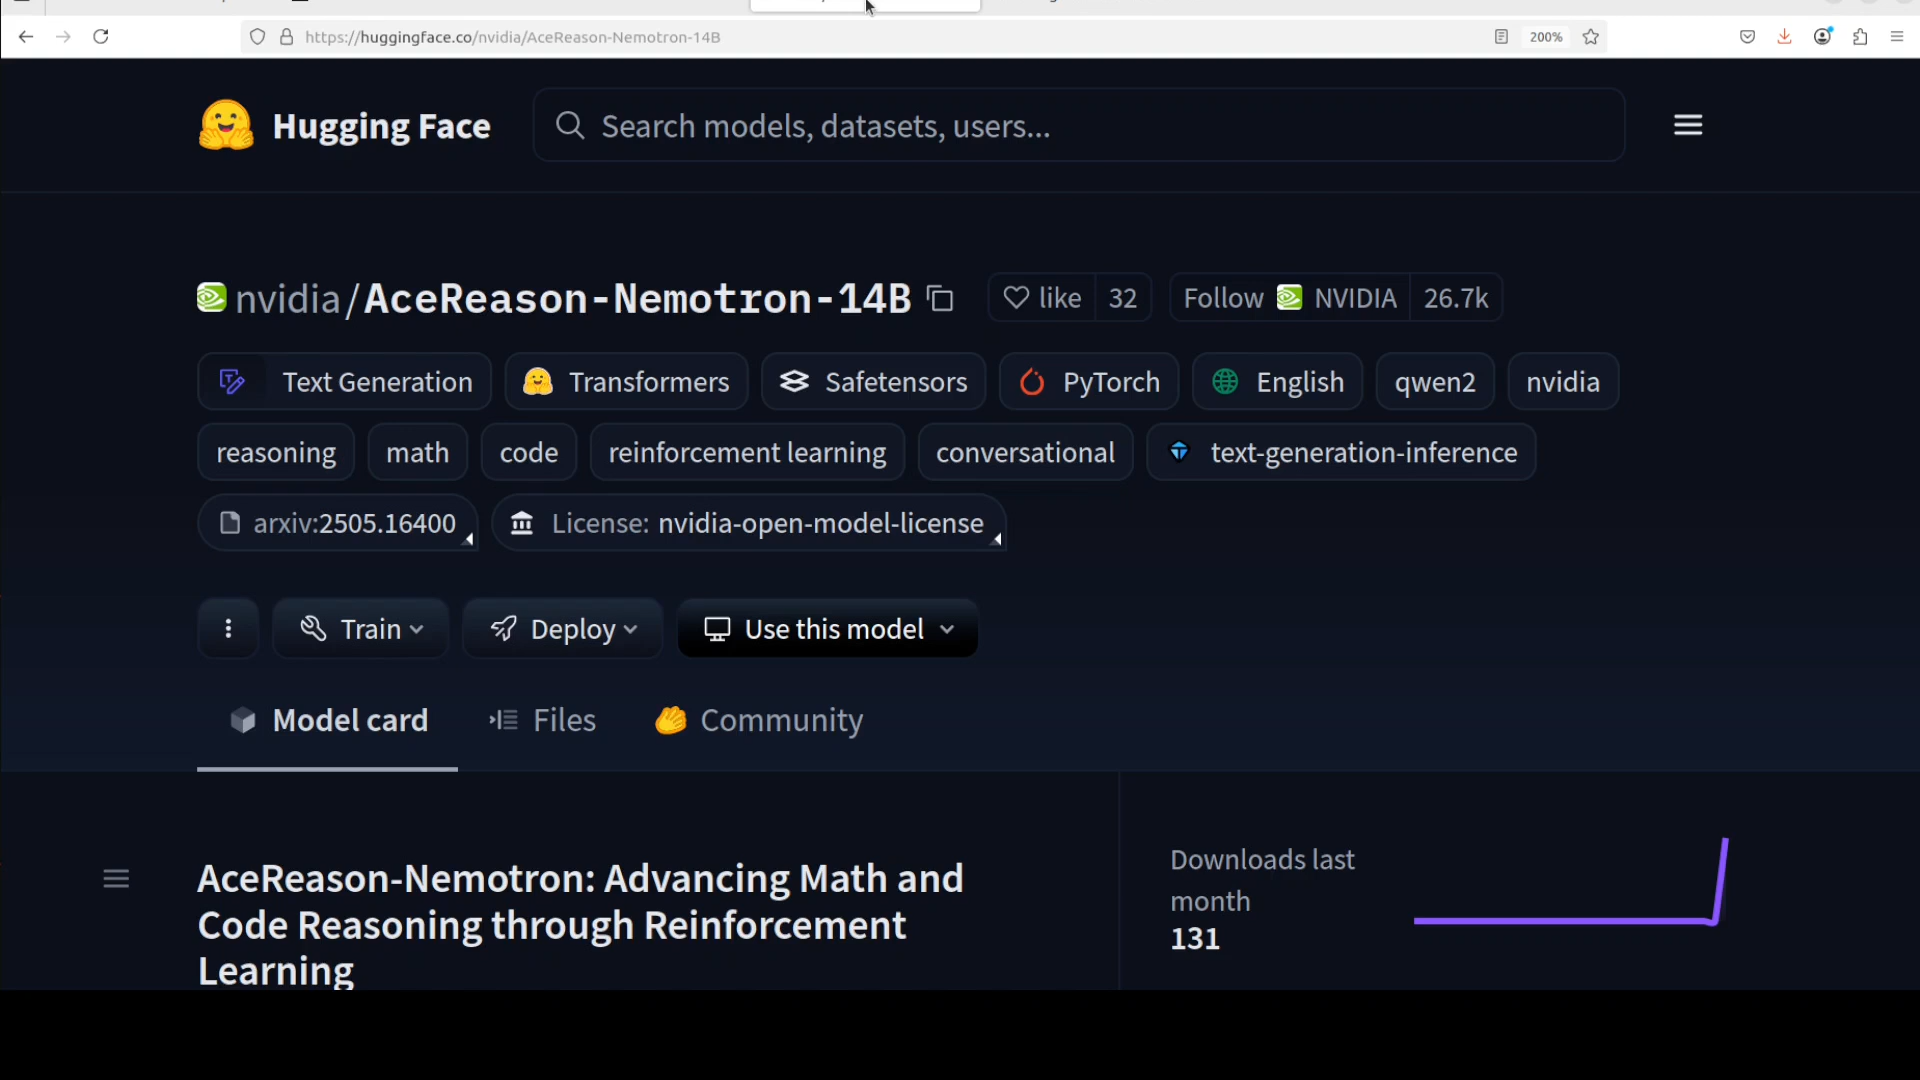 https://huggingface.co/nvidia/AceReason-Nemotron-14B 200%
Hugging Face Search models, datasets, users...
nvidia/AceReason-Nemotron-14B like 32 Follow NVIDIA 26.7k
Text Generation Transformers Safetensors PyTorch English qwen2 nvidia
reasoning math code reinforcement learning conversational text-generation-inference
arxiv:2505.16400 License: nvidia-open-model-license
Train Deploy Use this model
Model card Files Community
AceReason-Nemotron: Advancing Math and
Code Reasoning through Reinforcement
Learning
Downloads last
month
131